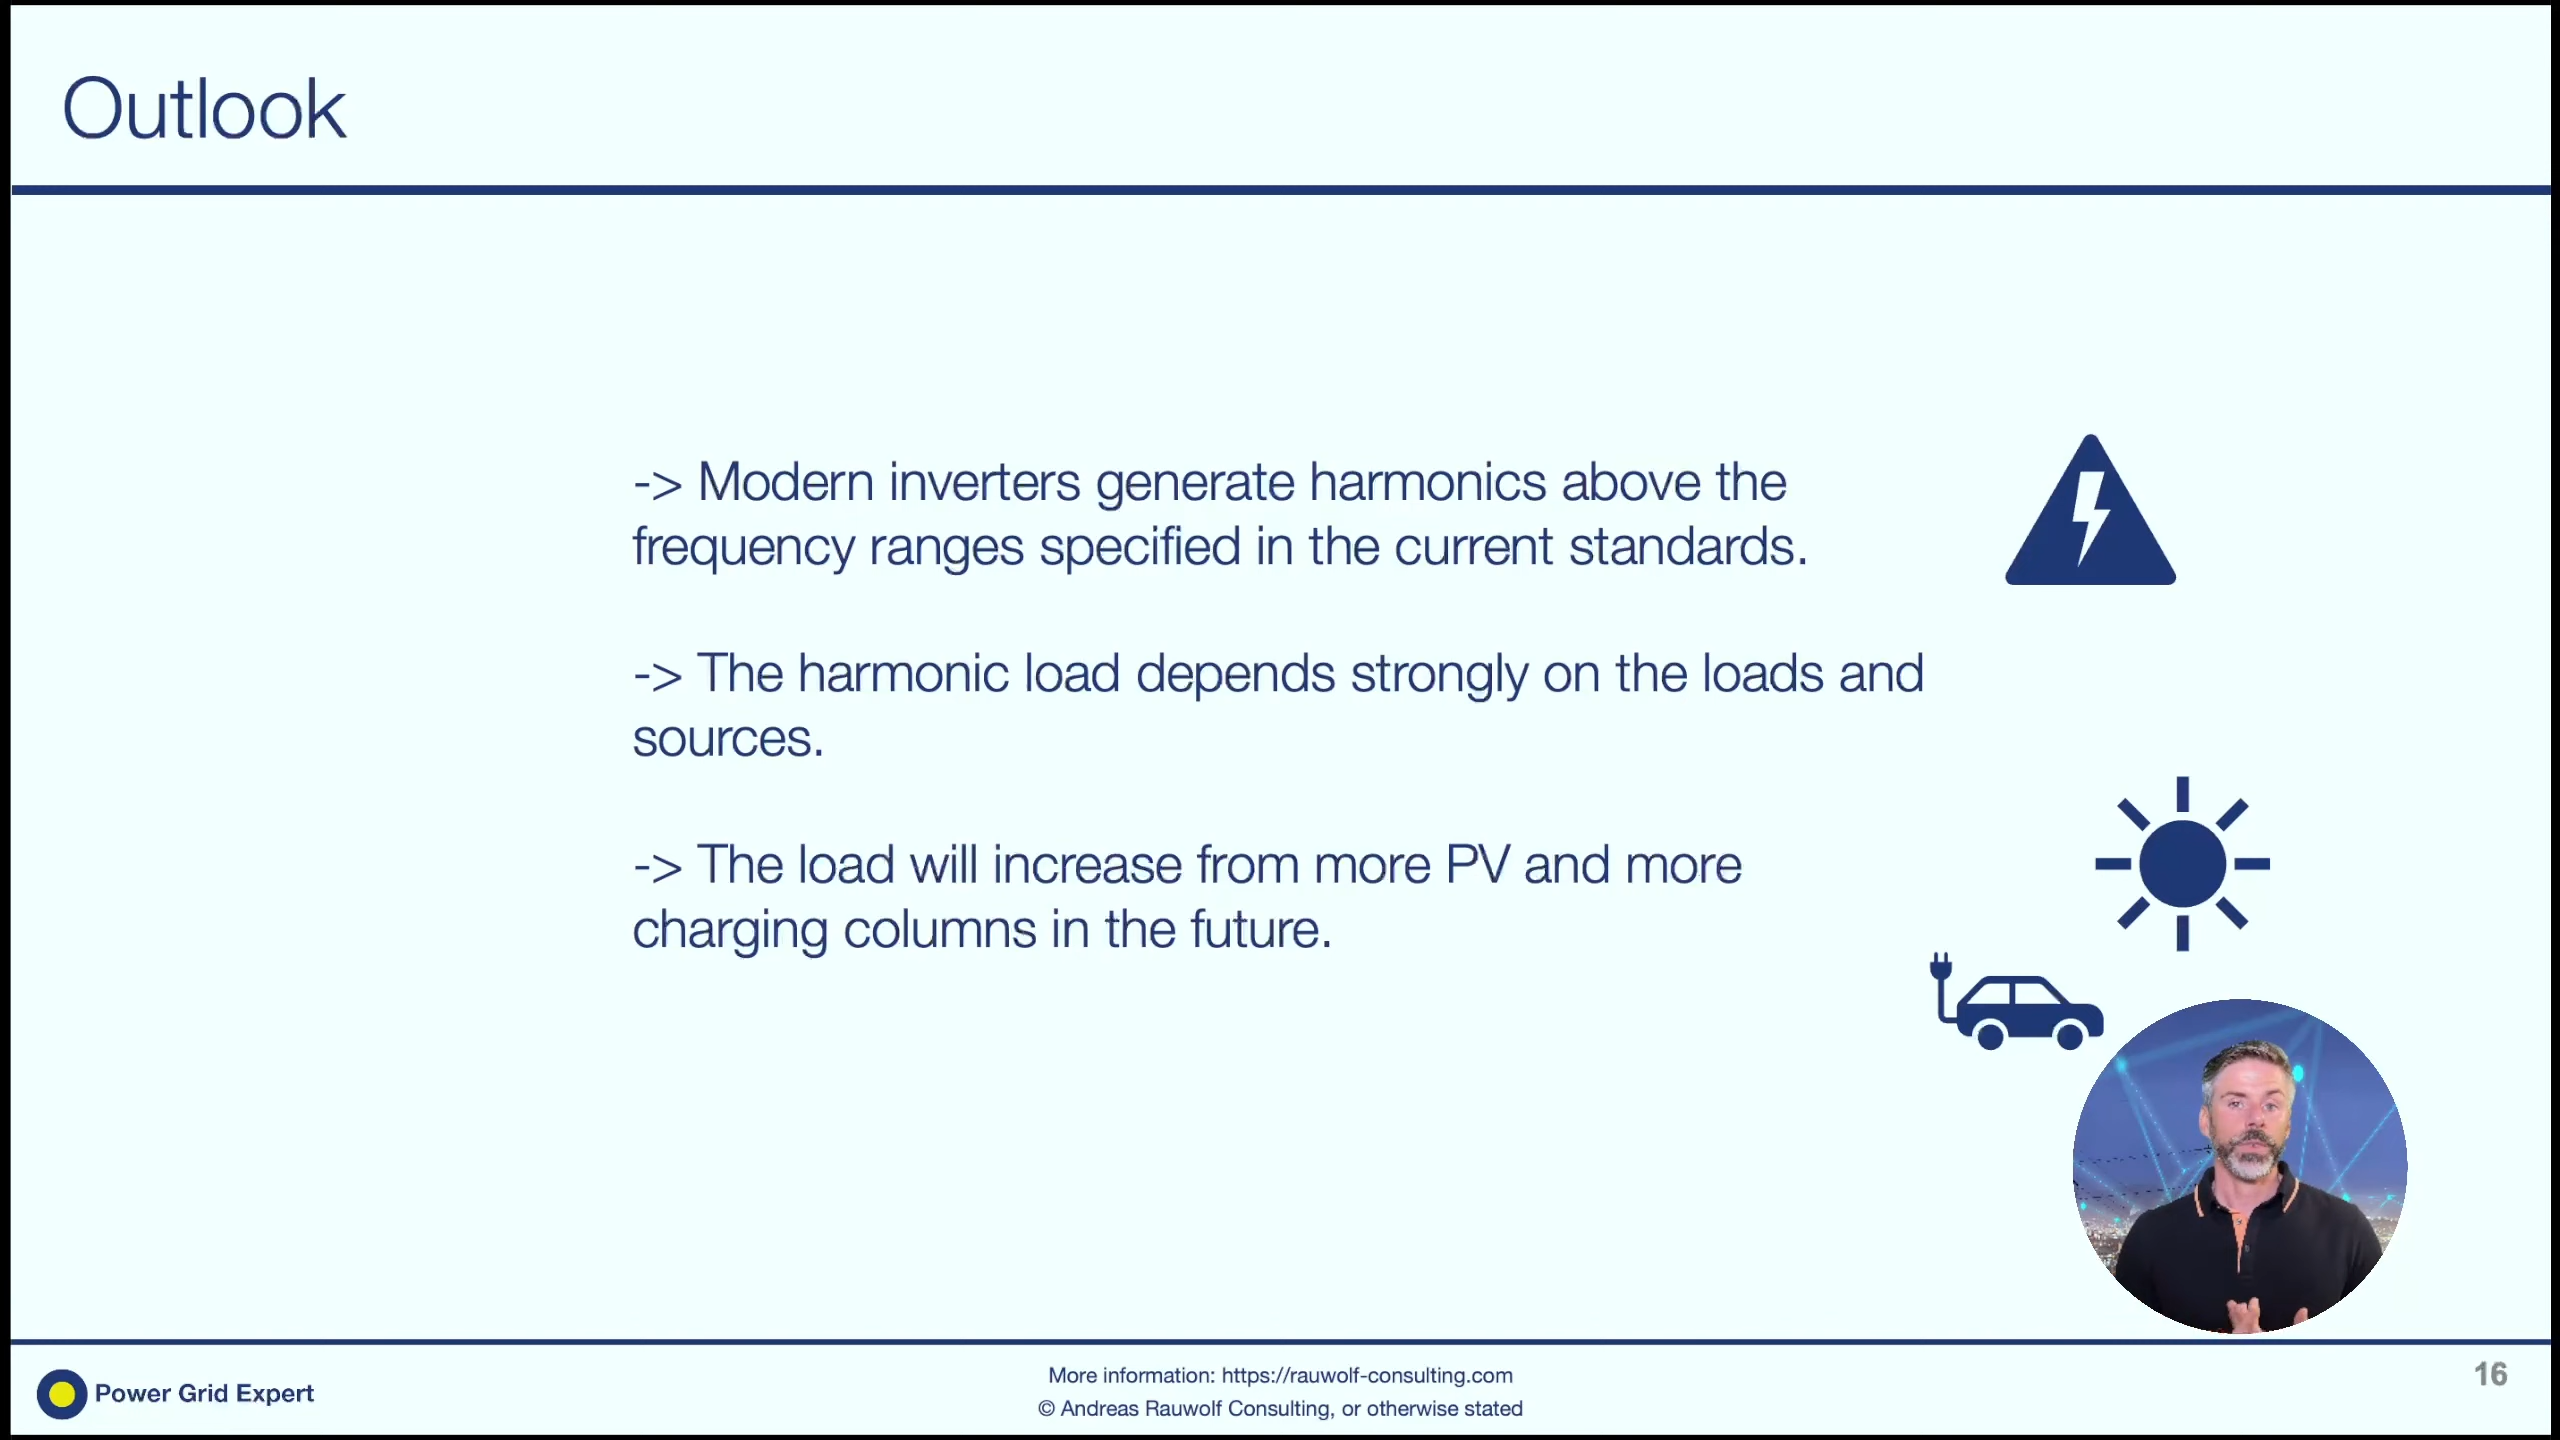 Outlook
-> Modern inverters generate harmonics above the
frequency ranges specified in the current standards.
-> The harmonic load depends strongly on the loads and
sources.
-> The load will increase from more PV and more
charging columns in the future.
Power Grid Expert
More information: https://rauwolf-consulting.com
© Andreas Rauwolf Consulting, or otherwise stated
16